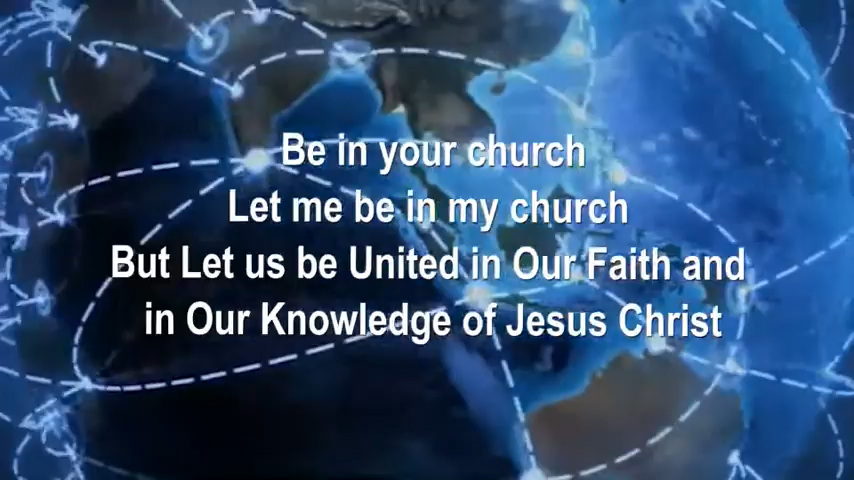 Be in your church
Let me be in my church
But Let us be United in Our Faith and
in Our Knowledge of Jesus Christ